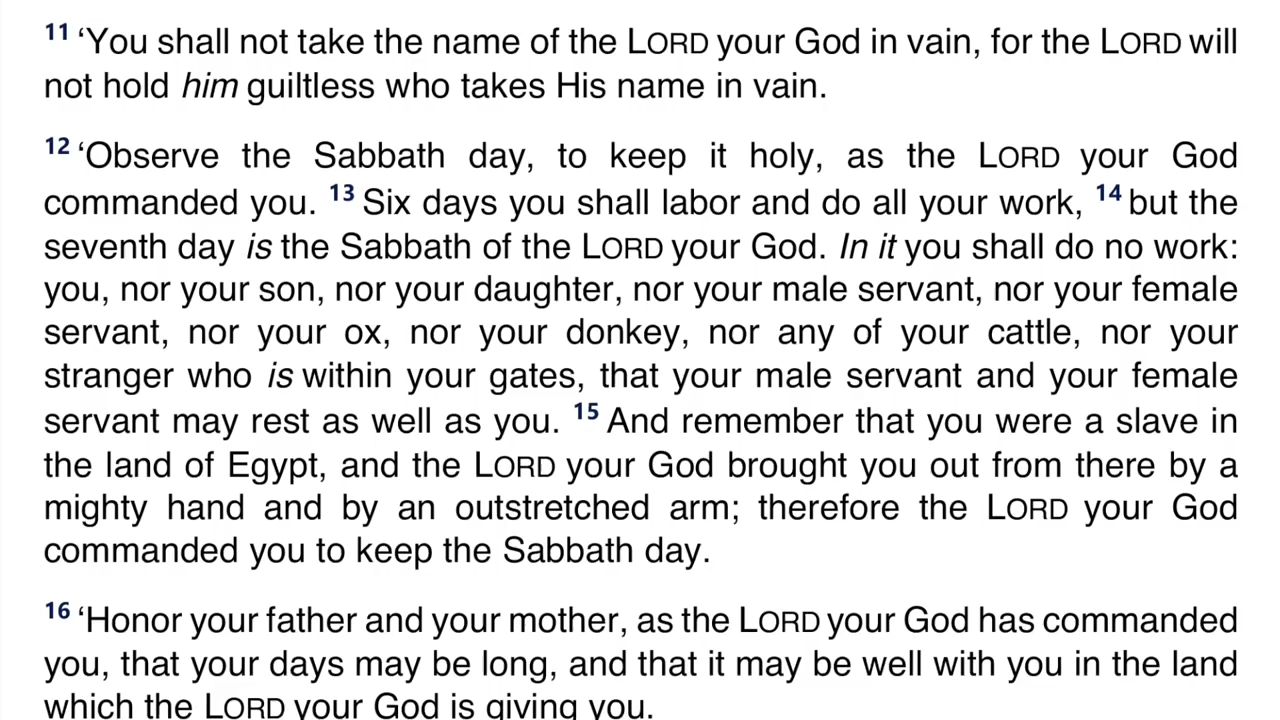 11 ‘You shall not take the name of the LORD your God in vain, for the LORD will
not hold him guiltless who takes His name in vain.
12 ‘Observe the Sabbath day, to keep it holy, as the LORD your God
commanded you. 13 Six days you shall labor and do all your work, 14 but the
seventh day is the Sabbath of the LORD your God. In it you shall do no work:
you, nor your son, nor your daughter, nor your male servant, nor your female
servant, nor your ox, nor your donkey, nor any of your cattle, nor your
stranger who is within your gates, that your male servant and your female
servant may rest as well as you. 15 And remember that you were a slave in
the land of Egypt, and the LORD your God brought you out from there by a
mighty hand and by an outstretched arm; therefore the LORD your God
commanded you to keep the Sabbath day.
16 ‘Honor your father and your mother, as the LORD your God has commanded
you, that your days may be long, and that it may be well with you in the land
which the LORD your God is giving you.